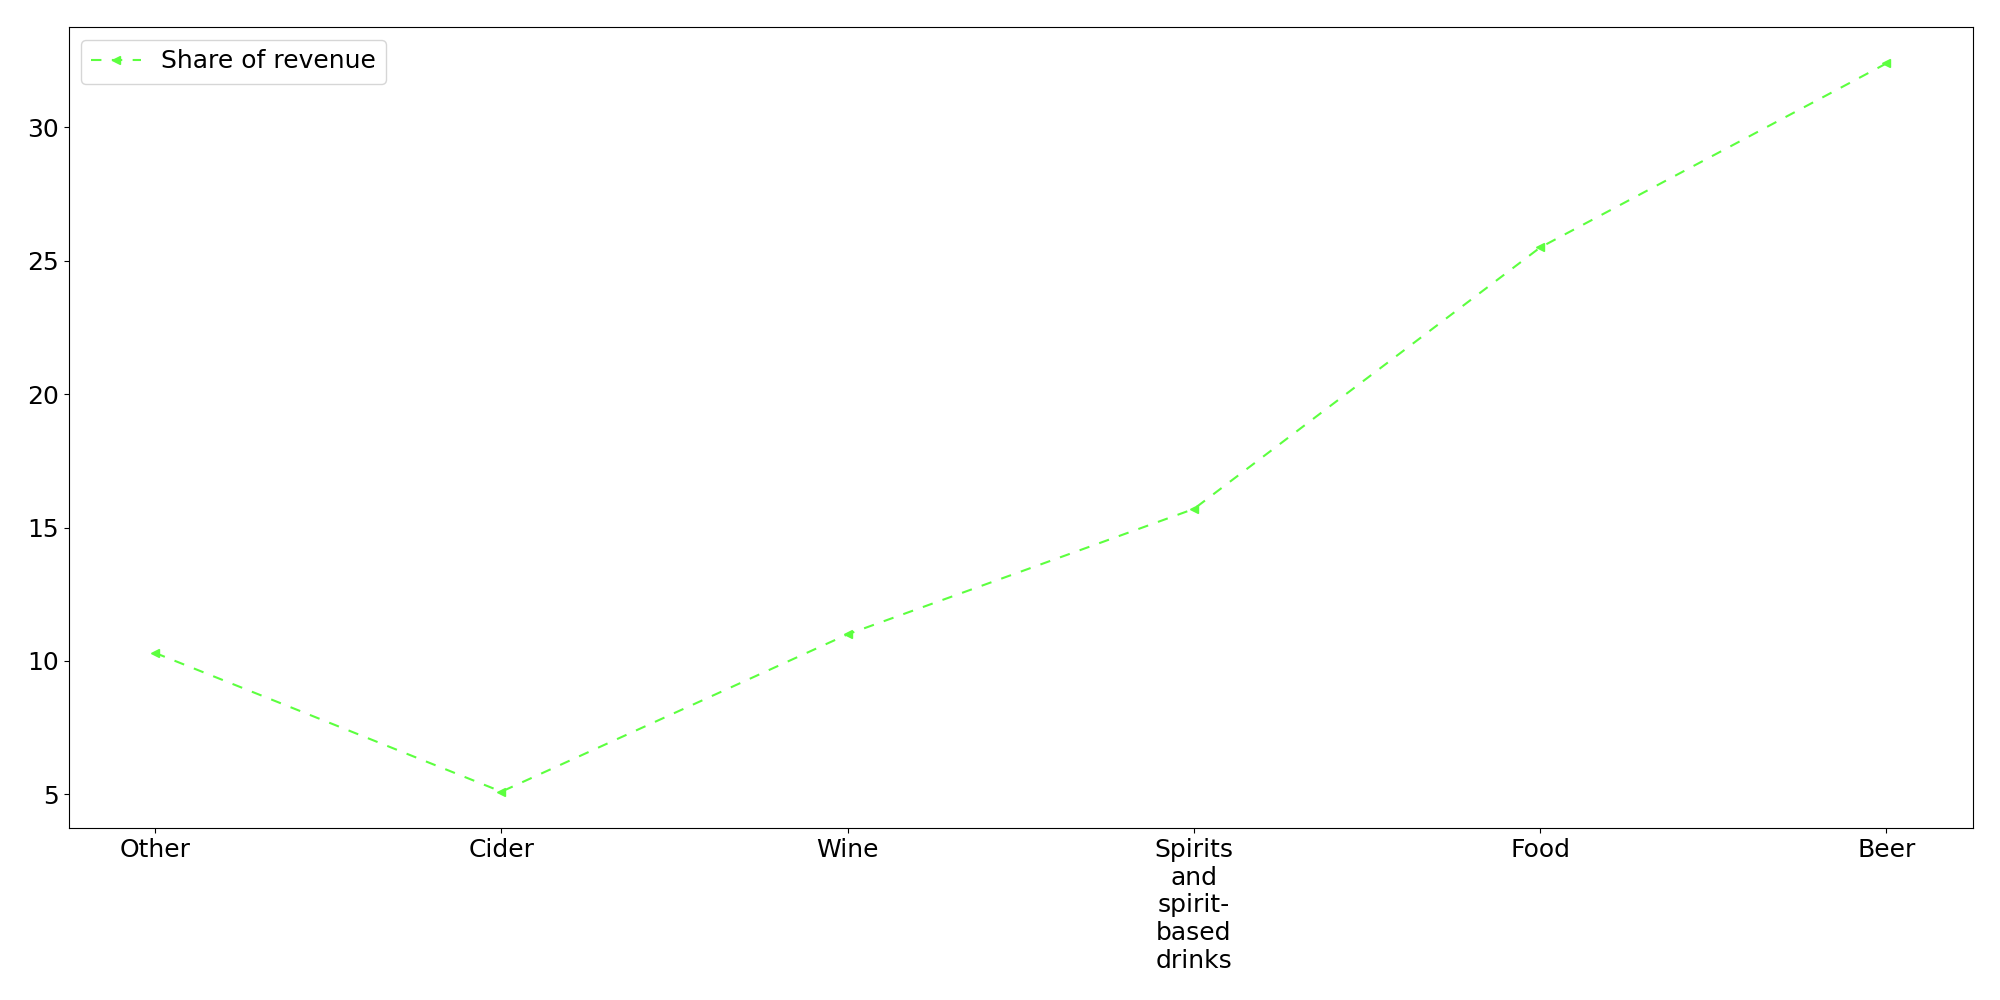 Share of revenue
30
25
20
15
10
5
Other Cider Wine Spirits Food Beer
and
spirit-
based
drinks